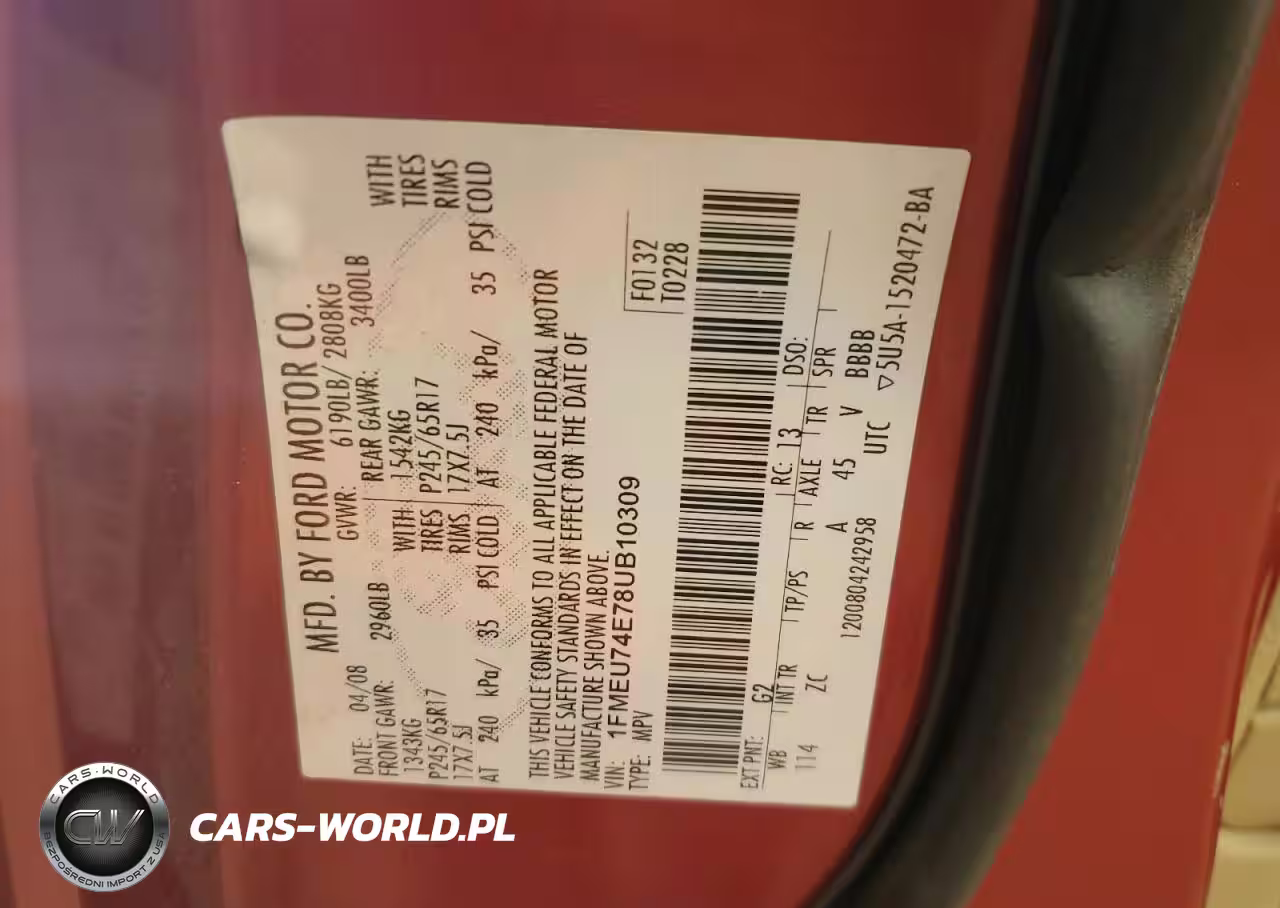 MFD. BY FORD MOTOR CO.
DATE: 04/08 GVWR: 6190LB/ 2808KG
FRONT GAWR: 2960LB REAR GAWR: 3400LB
1343KG WITH 1542KG WITH
P245/65R17 TIRES P245/65R17 TIRES
17X7.5J RIMS 17X7.5J RIMS
AT 240 kPa/ 35 PSI COLD AT 240 kPa/ 35 PSI COLD
THIS VEHICLE CONFORMS TO ALL APPLICABLE FEDERAL MOTOR
VEHICLE SAFETY STANDARDS IN EFFECT ON THE DATE OF
MANUFACTURE SHOWN ABOVE.
VIN: 1FMEU74E78UB10309 F0132
TYPE: MPV T0228
EXT PNT: G2 RC: 13 DSO:
WB INT TR TP/PS R AXLE TR SPR
114 ZC A 45 V BBBB
1200804242958 UTC ▽5U5A-1520472-BA
CARS-WORLD
CW
BEZPOŚREDNI IMPORT Z USA
CARS-WORLD.PL